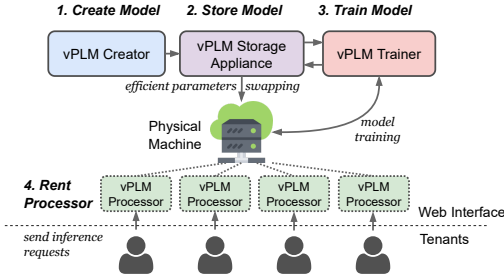 1. Create Model
2. Store Model
3. Train Model
vPLM Creator
vPLM Storage
Appliance
vPLM Trainer
efficient parameters swapping
Physical
Machine
model
training
4. Rent
Processor
vPLM
Processor
vPLM
Processor
vPLM
Processor
vPLM
Processor
Web Interface
send inference
requests
Tenants